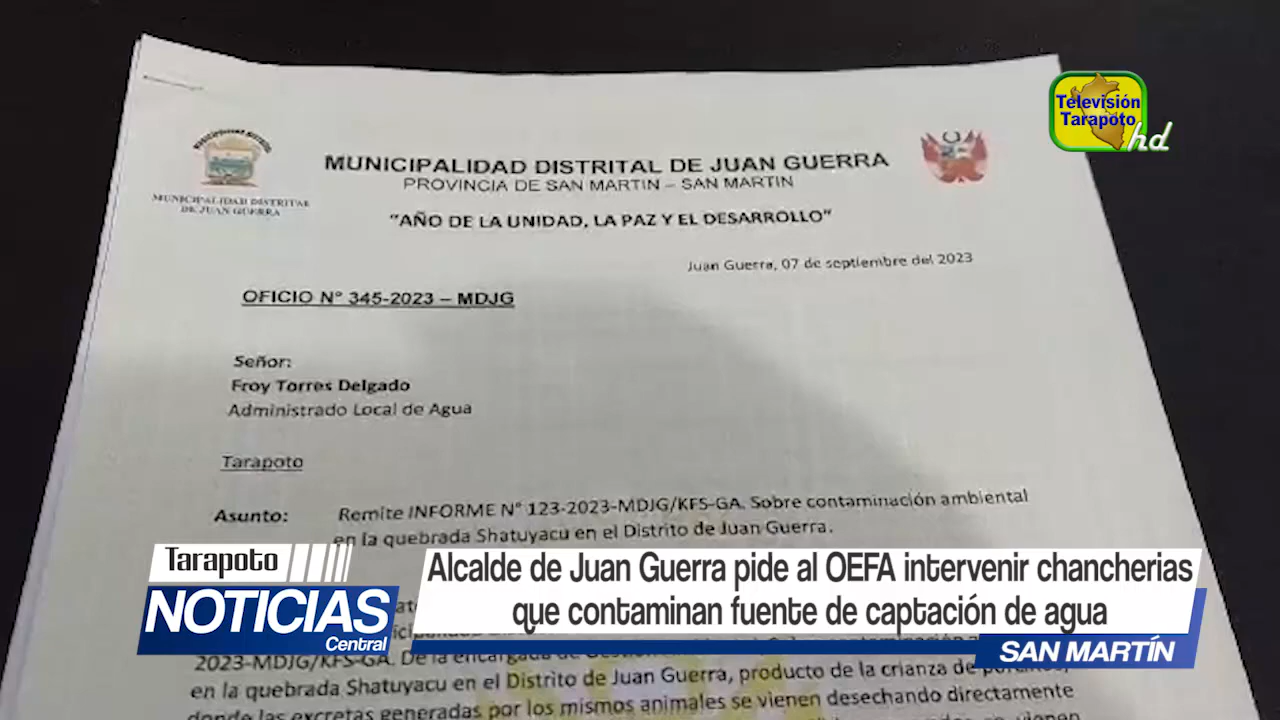 Televisión
Tarapoto
hd
MUNICIPALIDAD DISTRITAL
DE JUAN GUERRA
MUNICIPALIDAD DISTRITAL DE JUAN GUERRA
PROVINCIA DE SAN MARTIN – SAN MARTIN
"AÑO DE LA UNIDAD, LA PAZ Y EL DESARROLLO"
Juan Guerra, 07 de septiembre del 2023
OFICIO N° 345-2023 – MDJG
Señor:
Froy Torres Delgado
Administrado Local de Agua
Tarapoto
Asunto: Remite INFORME N° 123-2023-MDJG/KFS-GA. Sobre contaminación ambiental
en la quebrada Shatuyacu en el Distrito de Juan Guerra.
Tarapoto
NOTICIAS
Central
Alcalde de Juan Guerra pide al OEFA intervenir chancherias
que contaminan fuente de captación de agua
SAN MARTÍN
2023-MDJG/KFS-GA. De la encargada de
en la quebrada Shatuyacu en el Distrito de Juan Guerra, producto de la crianza de
donde las excretas generadas por los mismos animales se vienen desechando directamente